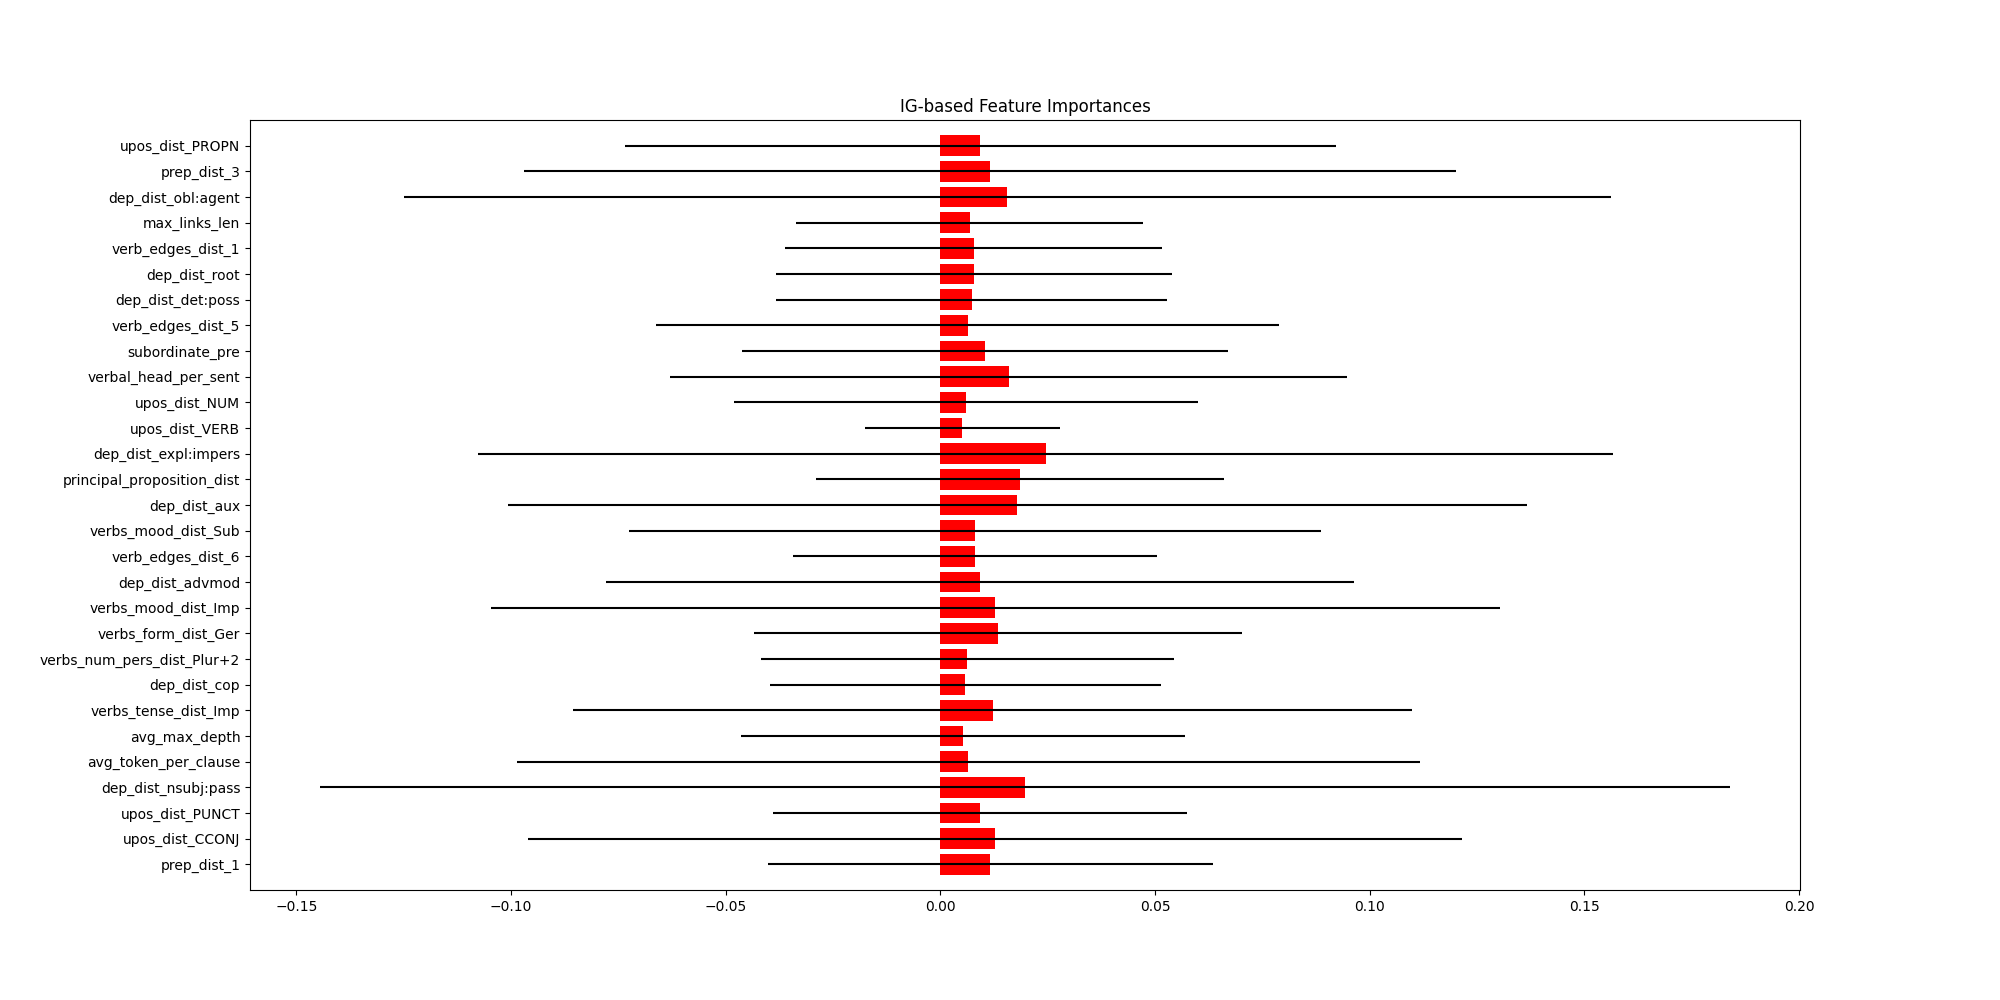 IG-based Feature Importances
upos_dist_PROPN
prep_dist_3
dep_dist_obl:agent
max_links_len
verb_edges_dist_1
dep_dist_root
dep_dist_det:poss
verb_edges_dist_5
subordinate_pre
verbal_head_per_sent
upos_dist_NUM
upos_dist_VERB
dep_dist_expl:impers
principal_proposition_dist
dep_dist_aux
verbs_mood_dist_Sub
verb_edges_dist_6
dep_dist_advmod
verbs_mood_dist_Imp
verbs_form_dist_Ger
verbs_num_pers_dist_Plur+2
dep_dist_cop
verbs_tense_dist_Imp
avg_max_depth
avg_token_per_clause
dep_dist_nsubj:pass
upos_dist_PUNCT
upos_dist_CCONJ
prep_dist_1
−0.15 −0.10 −0.05 0.00 0.05 0.10 0.15 0.20